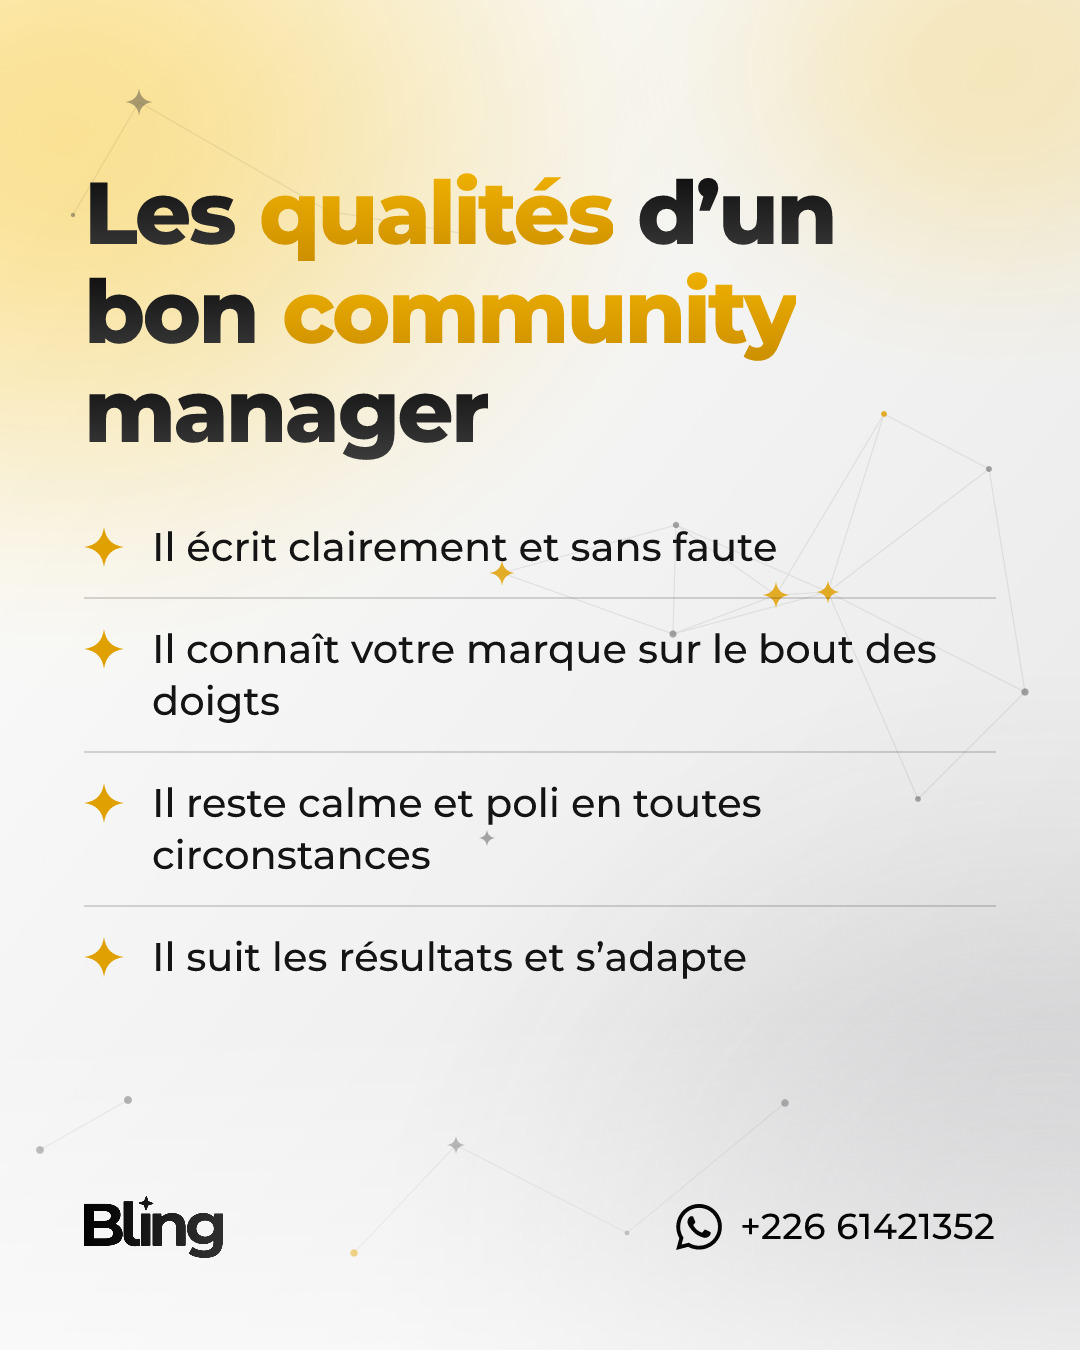 Les qualités d’un
bon community
manager
Il écrit clairement et sans faute
Il connaît votre marque sur le bout des
doigts
Il reste calme et poli en toutes
circonstances
Il suit les résultats et s’adapte
Bling
+226 61421352